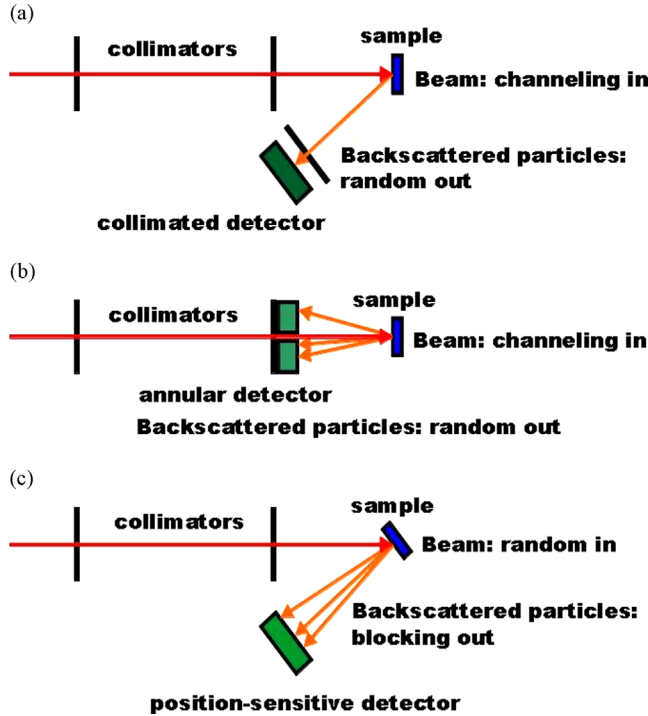 (a)
collimators
sample
Beam: channeling in
Backscattered particles:
random out
collimated detector
(b)
collimators
sample
Beam: channeling in
annular detector
Backscattered particles: random out
(c)
collimators
sample
Beam: random in
Backscattered particles:
blocking out
position-sensitive detector